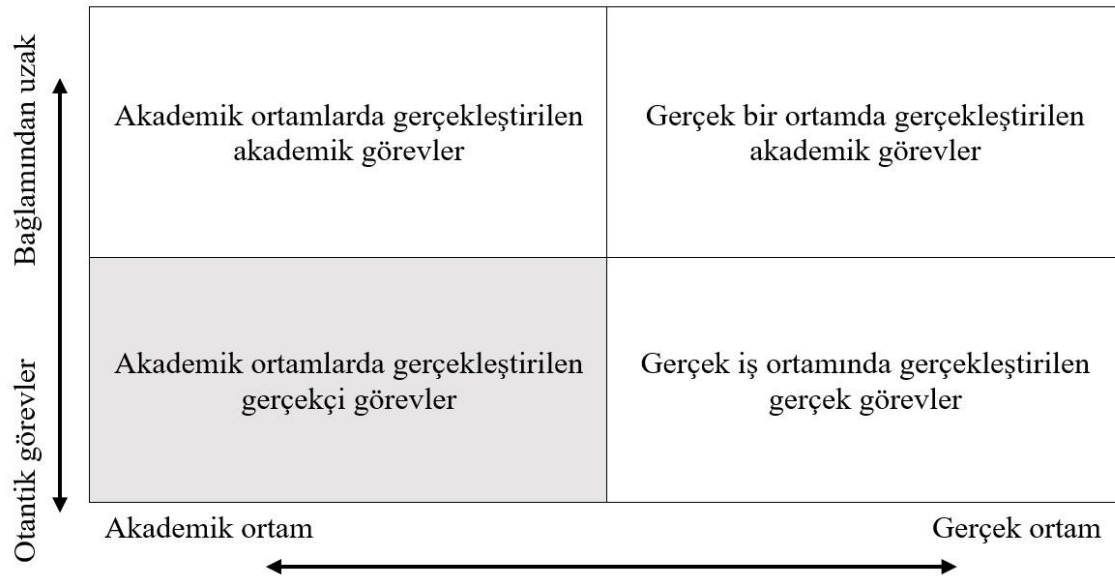 Bağlamından uzak
Akademik ortamlarda gerçekleştirilen
akademik görevler
Gerçek bir ortamda gerçekleştirilen
akademik görevler
Otantik görevler
Akademik ortamlarda gerçekleştirilen
gerçekçi görevler
Gerçek iş ortamında gerçekleştirilen
gerçek görevler
Akademik ortam
Gerçek ortam